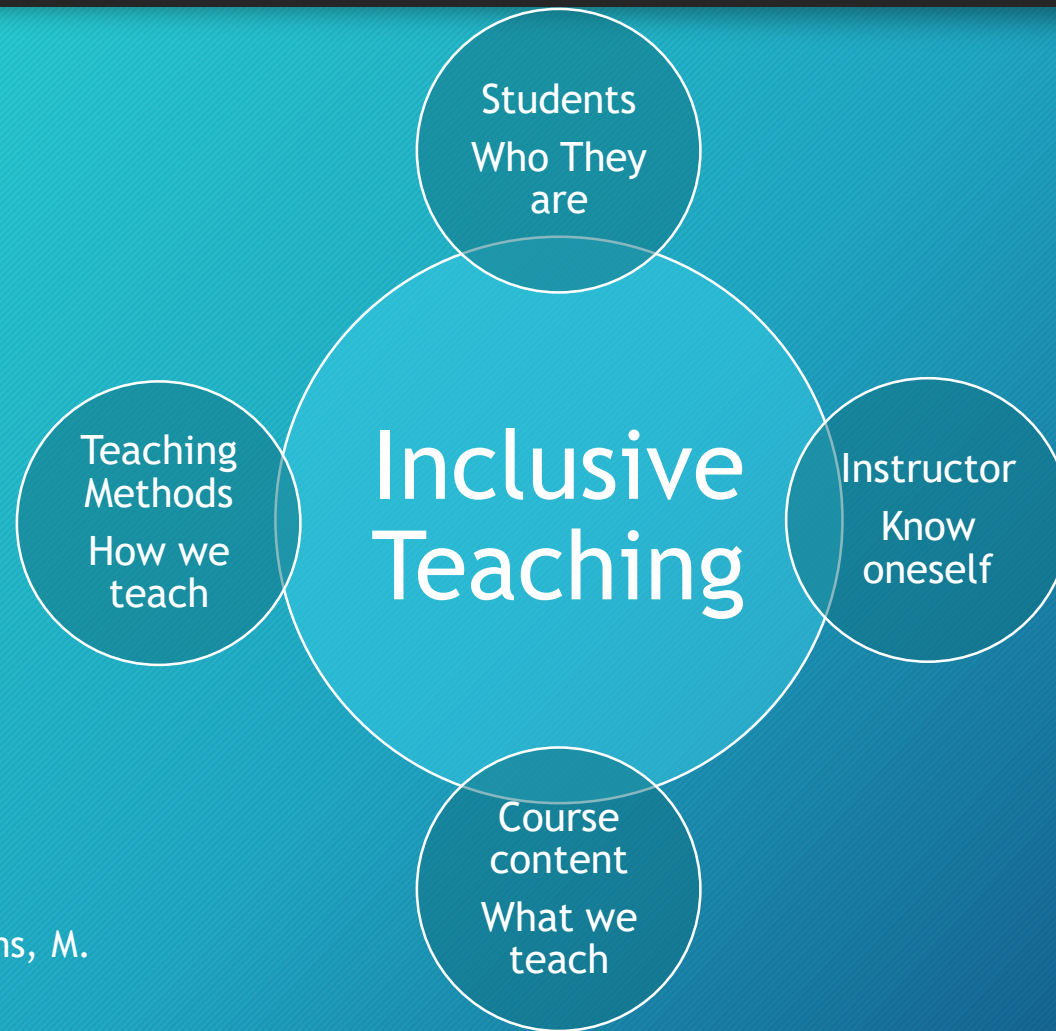 Students
Who They
are
Teaching
Methods
How we
teach
Inclusive
Teaching
Instructor
Know
oneself
Course
content
What we
teach
M.